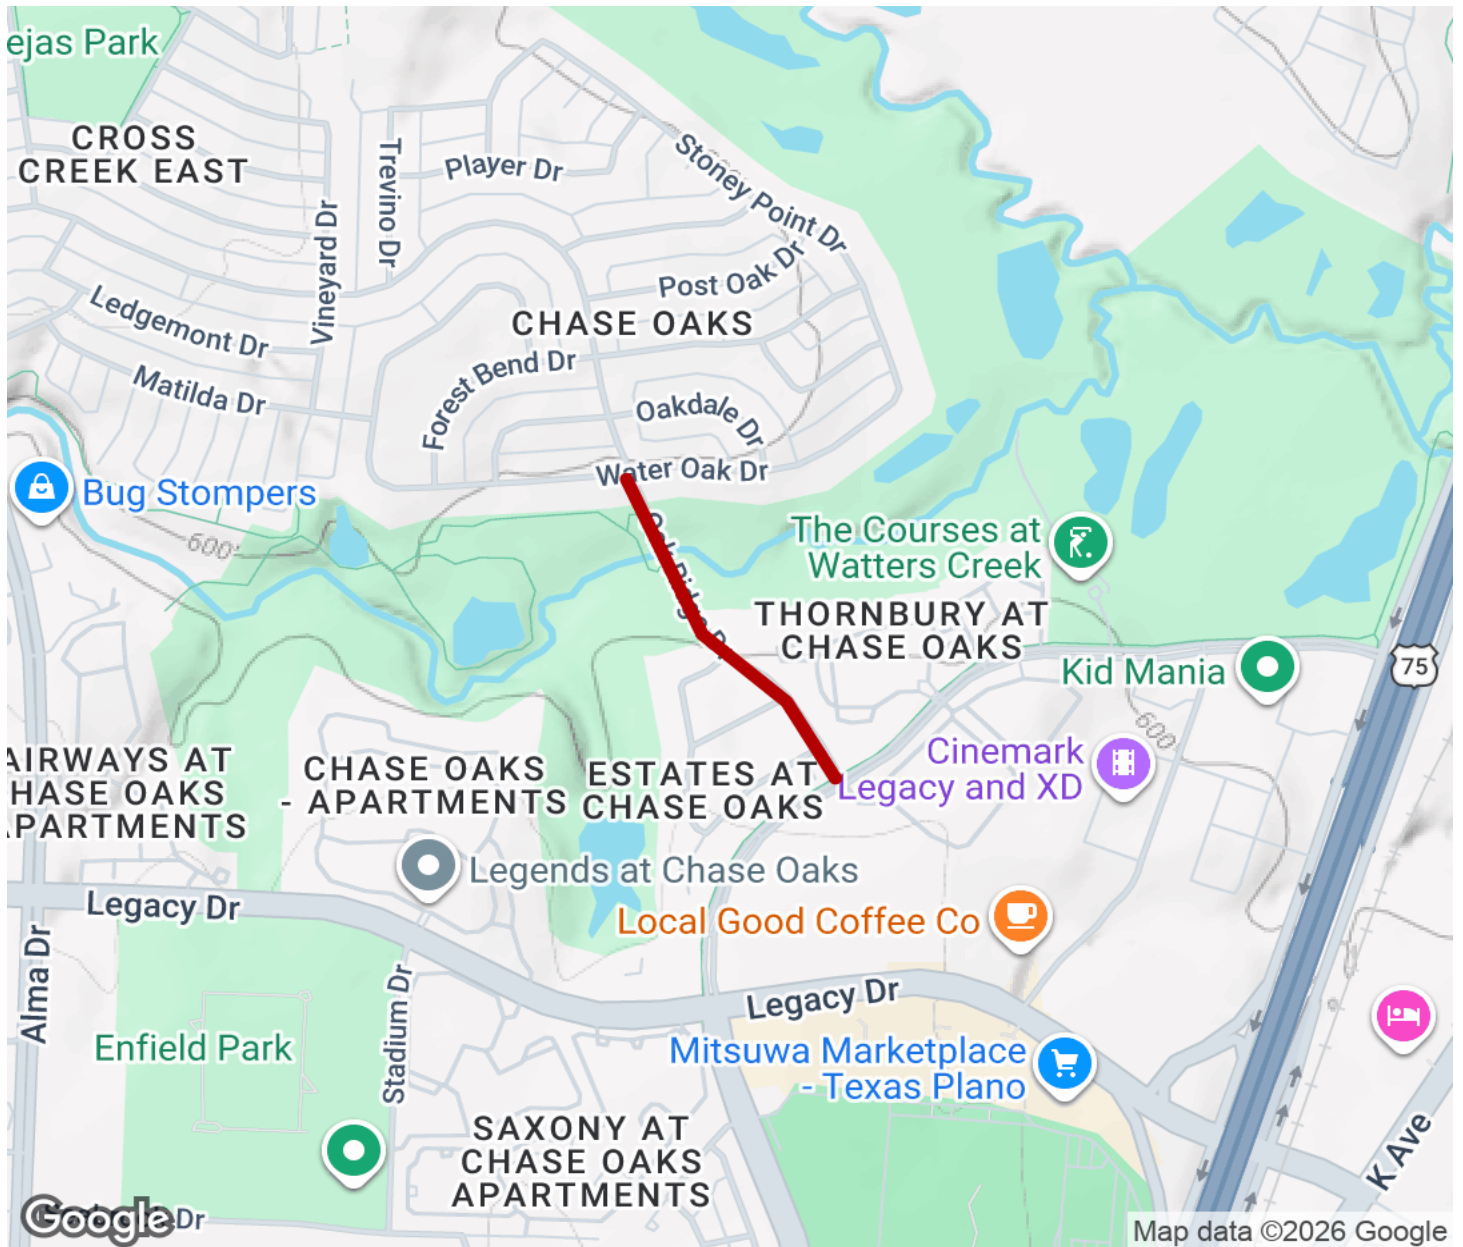 ejas Park
CROSS
CREEK EAST
Trevino Dr
Player Dr
Stoney Point Dr
Vineyard Dr
Post Oak Dr
Ledgemont Dr
CHASE OAKS
Matilda Dr
Forest Bend Dr
Oakdale Dr
Water Oak Dr
Bug Stompers
600'
The Courses at
Watters Creek
THORNBURY AT
CHASE OAKS
Kid Mania
75
600
AIRWAYS AT
HASE OAKS
APARTMENTS
CHASE OAKS
- APARTMENTS
ESTATES AT
CHASE OAKS
Cinemark
Legacy and XD
Legends at Chase Oaks
Legacy Dr
Local Good Coffee Co
Alma Dr
Stadium Dr
Legacy Dr
Enfield Park
Mitsuwa Marketplace
- Texas Plano
SAXONY AT
CHASE OAKS
APARTMENTS
K Ave
Google
Dr
Map data ©2026 Google